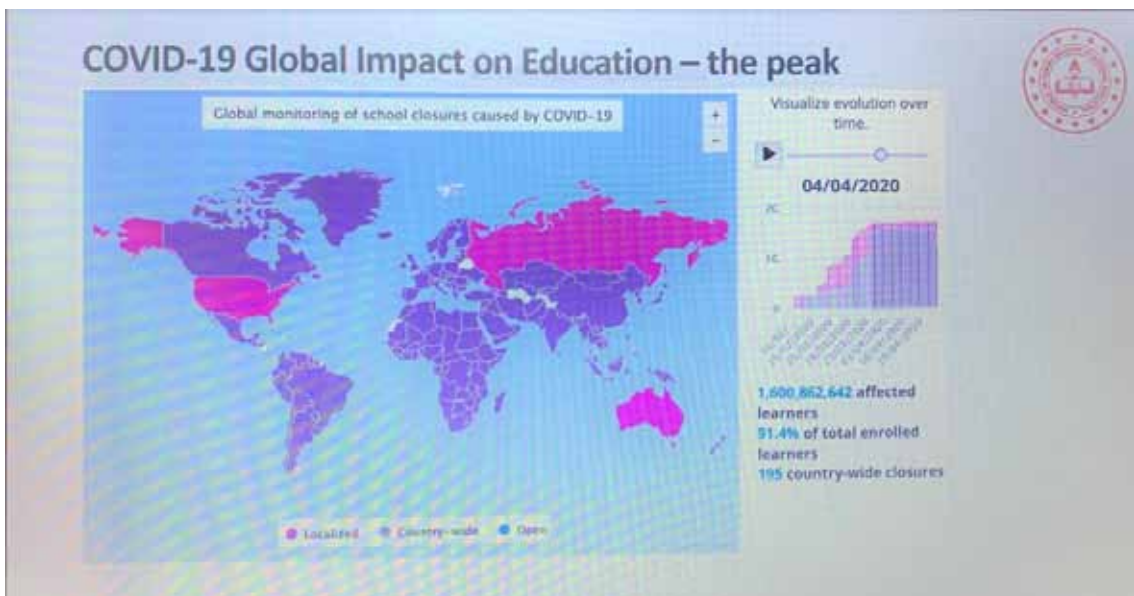 COVID-19 Global Impact on Education – the peak
Global monitoring of school closures caused by COVID-19
+
−
Visualize evolution over
time.
04/04/2020
1,600,862,642 affected
learners
91.4% of total enrolled
learners
195 country-wide closures
Localized
Country-wide
Open